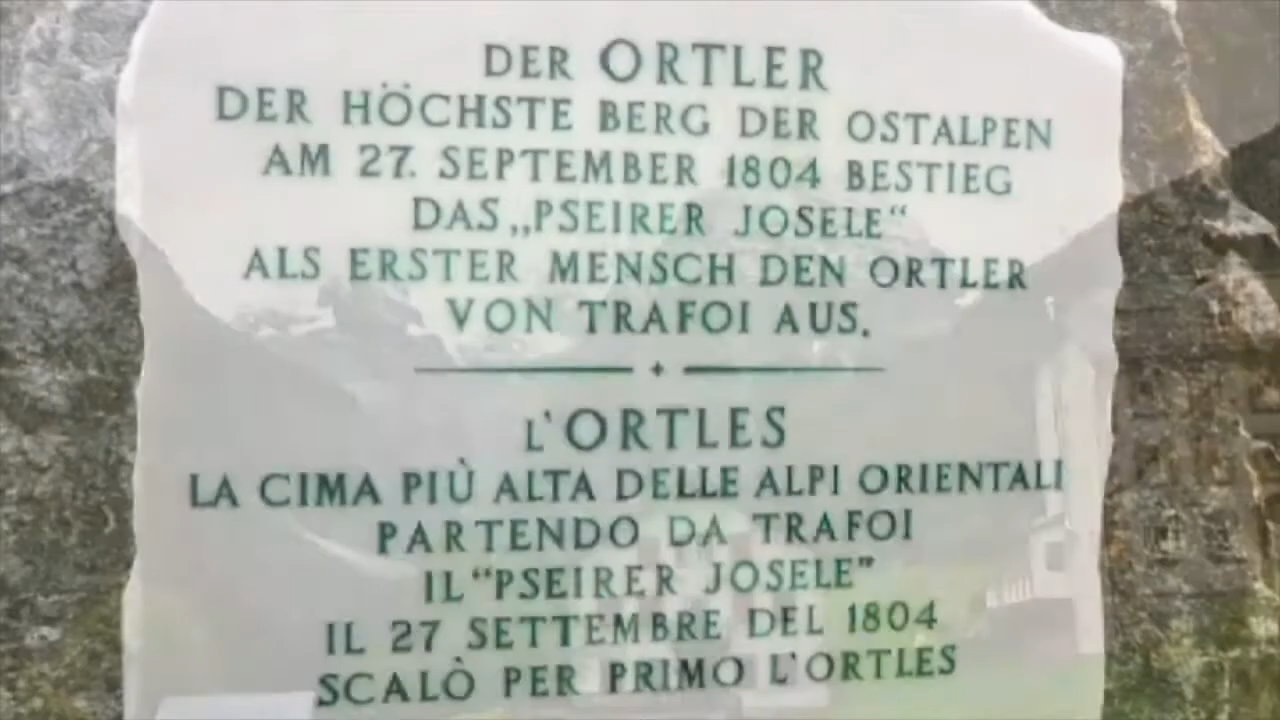 DER ORTLER
DER HÖCHSTE BERG DER OSTALPEN
AM 27. SEPTEMBER 1804 BESTIEG
DAS „PSEIRER JOSELE“
ALS ERSTER MENSCH DEN ORTLER
VON TRAFOI AUS.
L'ORTLES
LA CIMA PIÙ ALTA DELLE ALPI ORIENTALI
PARTENDO DA TRAFOI
IL “PSEIRER JOSELE”
IL 27 SETTEMBRE DEL 1804
SCALÒ PER PRIMO L'ORTLES